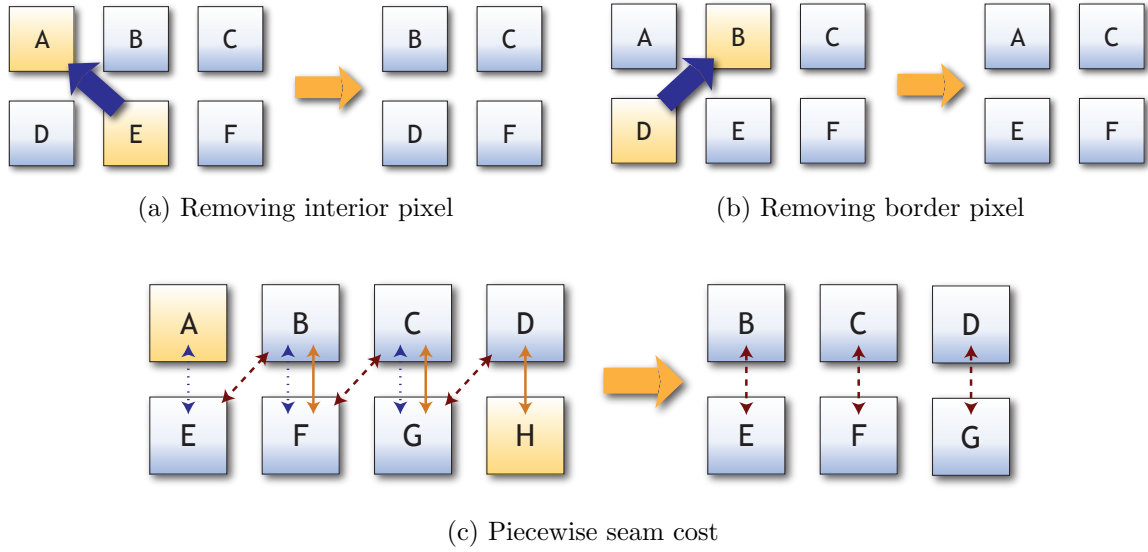 A B C B C
D E F D F
(a) Removing interior pixel
A B C A C
D E F E F
(b) Removing border pixel
A B C D B C D
E F G H E F G
(c) Piecewise seam cost